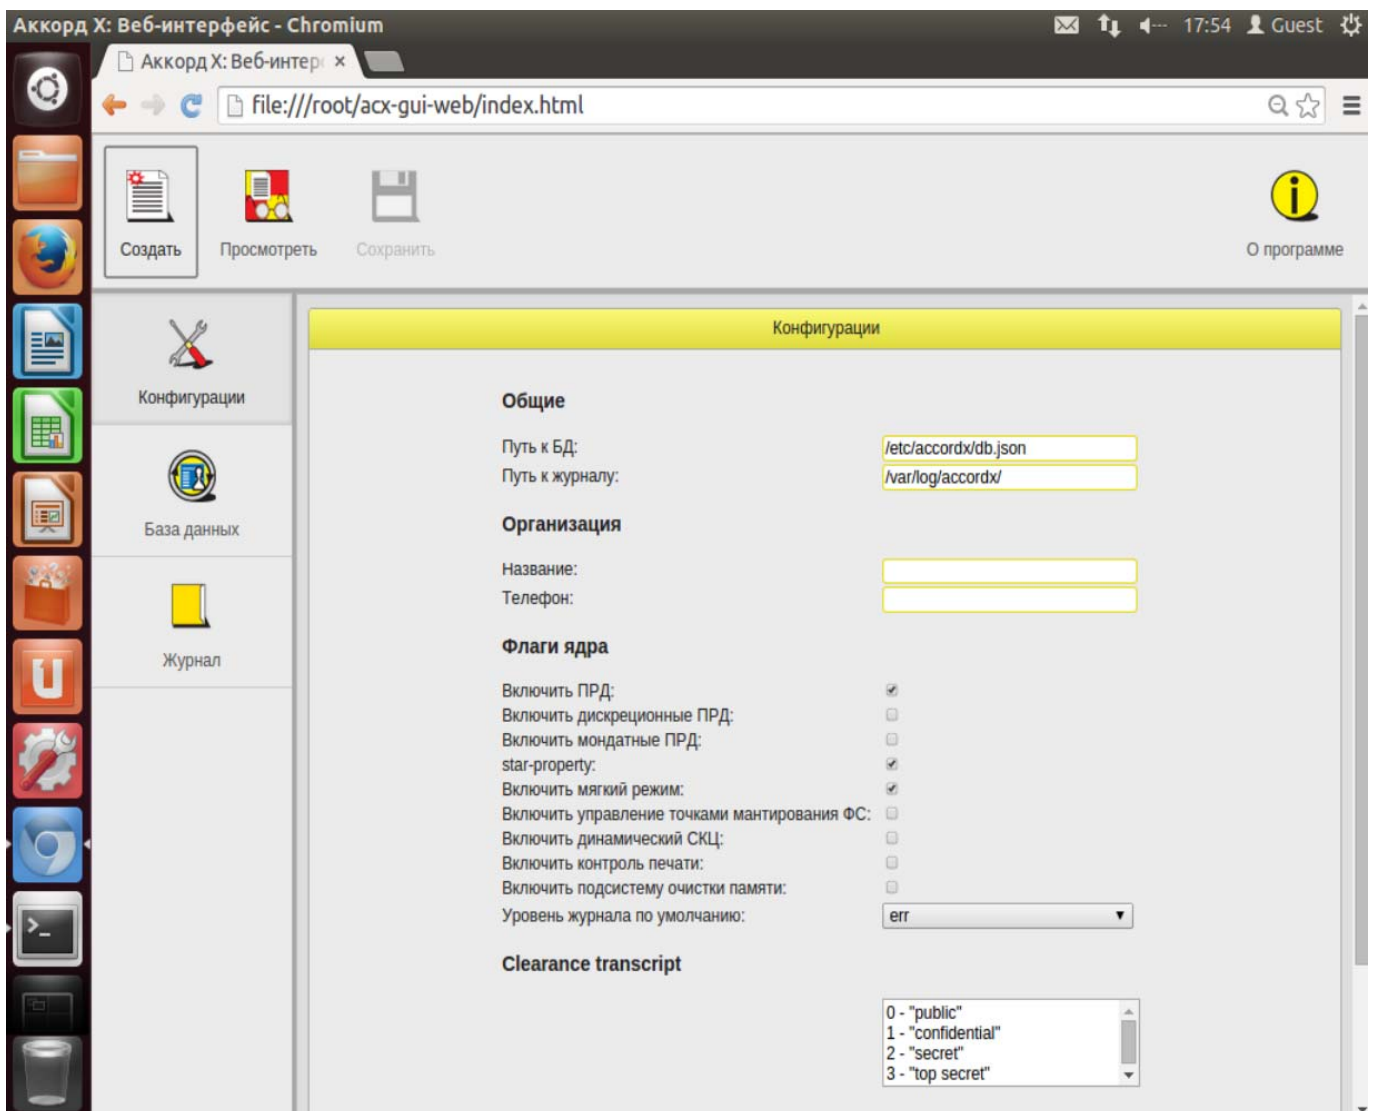 Аккорд X: Веб-интерфейс - Chromium
17:54 Guest
Аккорд X: Веб-интер
file:///root/acx-gui-web/index.html
Создать
Просмотреть
Сохранить
О программе
Конфигурации
База данных
Журнал
Конфигурации
Общие
Путь к БД: /etc/accordx/db.json
Путь к журналу: /var/log/accordx/
Организация
Название:
Телефон:
Флаги ядра
Включить ПРД:
Включить дискреционные ПРД:
Включить мондатные ПРД:
star-property:
Включить мягкий режим:
Включить управление точками мантирования ФС:
Включить динамический СКЦ:
Включить контроль печати:
Включить подсистему очистки памяти:
Уровень журнала по умолчанию: err
Clearance transcript
0 - "public"
1 - "confidential"
2 - "secret"
3 - "top secret"